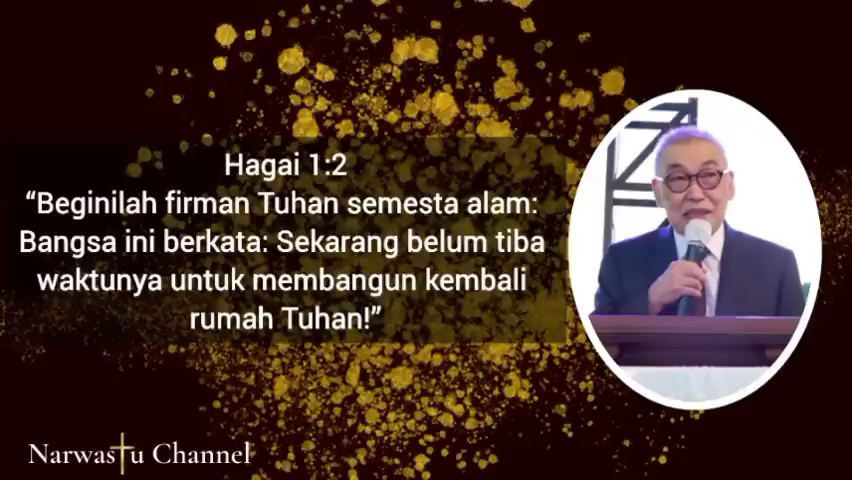 Hagai 1:2
“Beginilah firman Tuhan semesta alam:
Bangsa ini berkata: Sekarang belum tiba
waktunya untuk membangun kembali
rumah Tuhan!”
Narwastu Channel